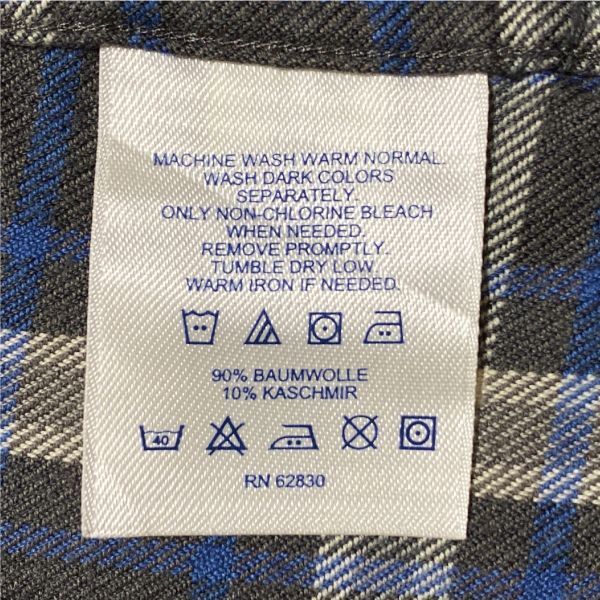 MACHINE WASH WARM NORMAL.
WASH DARK COLORS
SEPARATELY.
ONLY NON-CHLORINE BLEACH
WHEN NEEDED.
REMOVE PROMPTLY.
TUMBLE DRY LOW.
WARM IRON IF NEEDED.
90% BAUMWOLLE
10% KASCHMIR
40
RN 62830